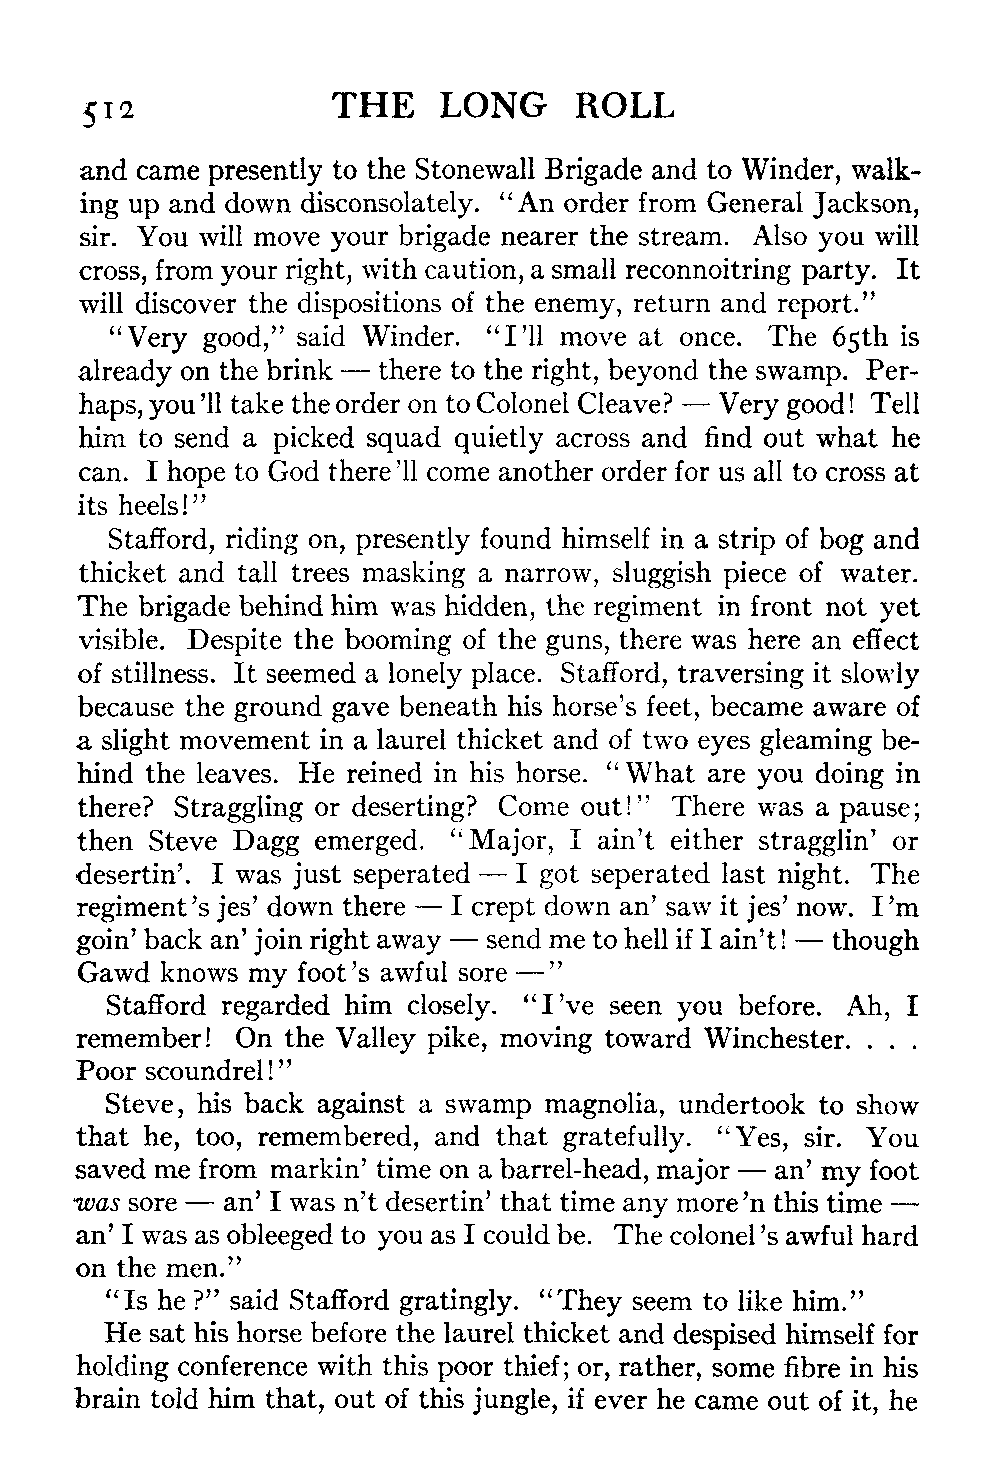 512 THE LONG ROLL
and came presently to the Stonewall Brigade and to Winder, walk-
ing up and down disconsolately. "An order from General Jackson,
sir. You will move your brigade nearer the stream. Also you will
cross, from your right, with caution, a small reconnoitring party. It
will discover the dispositions of the enemy, return and report."
"Very good," said Winder. "I'll move at once. The 65th is
already on the brink — there to the right, beyond the swamp. Per-
haps, you'll take the order on to Colonel Cleave? — Very good! Tell
him to send a picked squad quietly across and find out what he
can. I hope to God there'll come another order for us all to cross at
its heels!"
Stafford, riding on, presently found himself in a strip of bog and
thicket and tall trees masking a narrow, sluggish piece of water.
The brigade behind him was hidden, the regiment in front not yet
visible. Despite the booming of the guns, there was here an effect
of stillness. It seemed a lonely place. Stafford, traversing it slowly
because the ground gave beneath his horse's feet, became aware of
a slight movement in a laurel thicket and of two eyes gleaming be-
hind the leaves. He reined in his horse. "What are you doing in
there? Straggling or deserting? Come out!" There was a pause;
then Steve Dagg emerged. "Major, I ain't either stragglin' or
desertin'. I was just seperated — I got seperated last night. The
regiment's jes' down there — I crept down an' saw it jes' now. I'm
goin' back an' join right away — send me to hell if I ain't! — though
Gawd knows my foot's awful sore —"
Stafford regarded him closely. "I've seen you before. Ah, I
remember! On the Valley pike, moving toward Winchester. . . .
Poor scoundrel!"
Steve, his back against a swamp magnolia, undertook to show
that he, too, remembered, and that gratefully. "Yes, sir. You
saved me from markin' time on a barrel-head, major — an' my foot
was sore — an' I was n't desertin' that time any more'n this time —
an' I was as obleeged to you as I could be. The colonel's awful hard
on the men."
"Is he?" said Stafford gratingly. "They seem to like him."
He sat his horse before the laurel thicket and despised himself for
holding conference with this poor thief; or, rather, some fibre in his
brain told him that, out of this jungle, if ever he came out of it, he